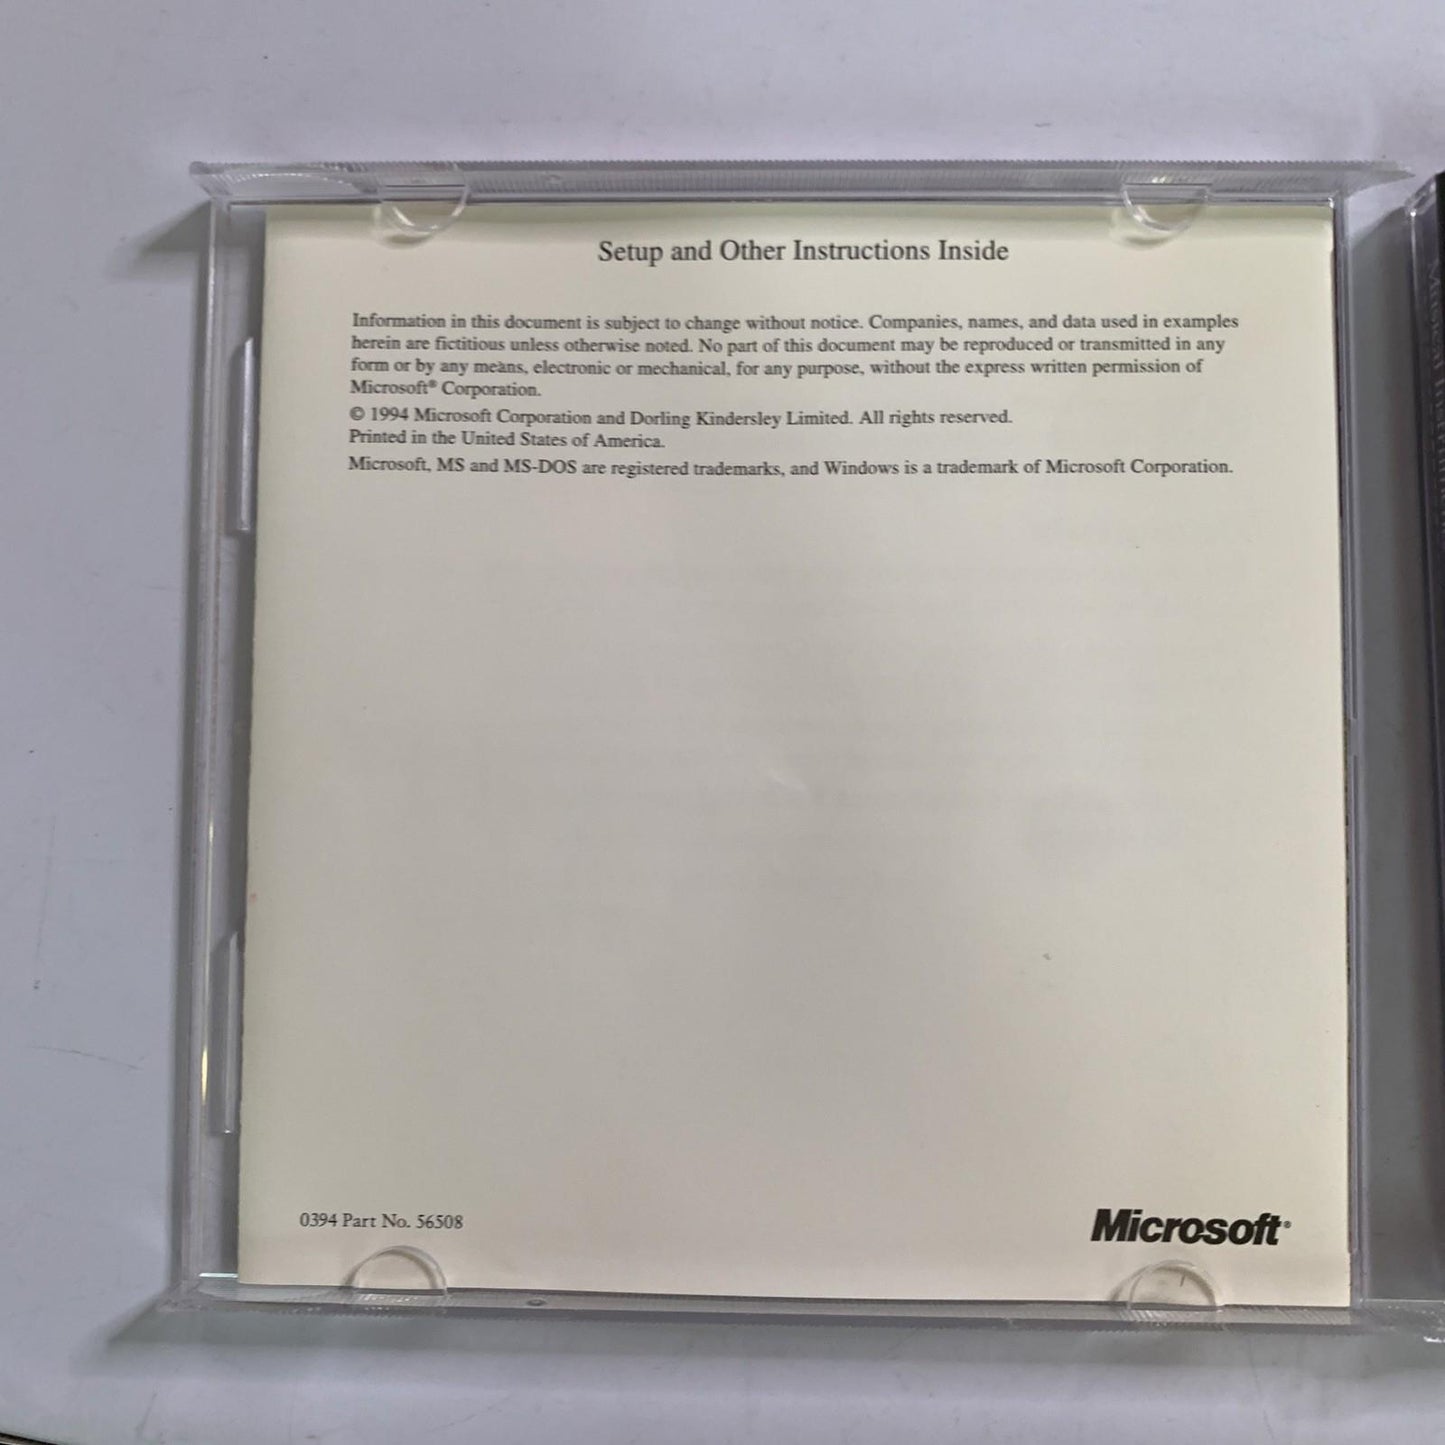 Setup and Other Instructions Inside
Information in this document is subject to change without notice. Companies, names, and data used in examples
herein are fictitious unless otherwise noted. No part of this document may be reproduced or transmitted in any
form or by any means, electronic or mechanical, for any purpose, without the express written permission of
Microsoft® Corporation.
© 1994 Microsoft Corporation and Dorling Kindersley Limited. All rights reserved.
Printed in the United States of America.
Microsoft, MS and MS-DOS are registered trademarks, and Windows is a trademark of Microsoft Corporation.
0394 Part No. 56508
Microsoft®